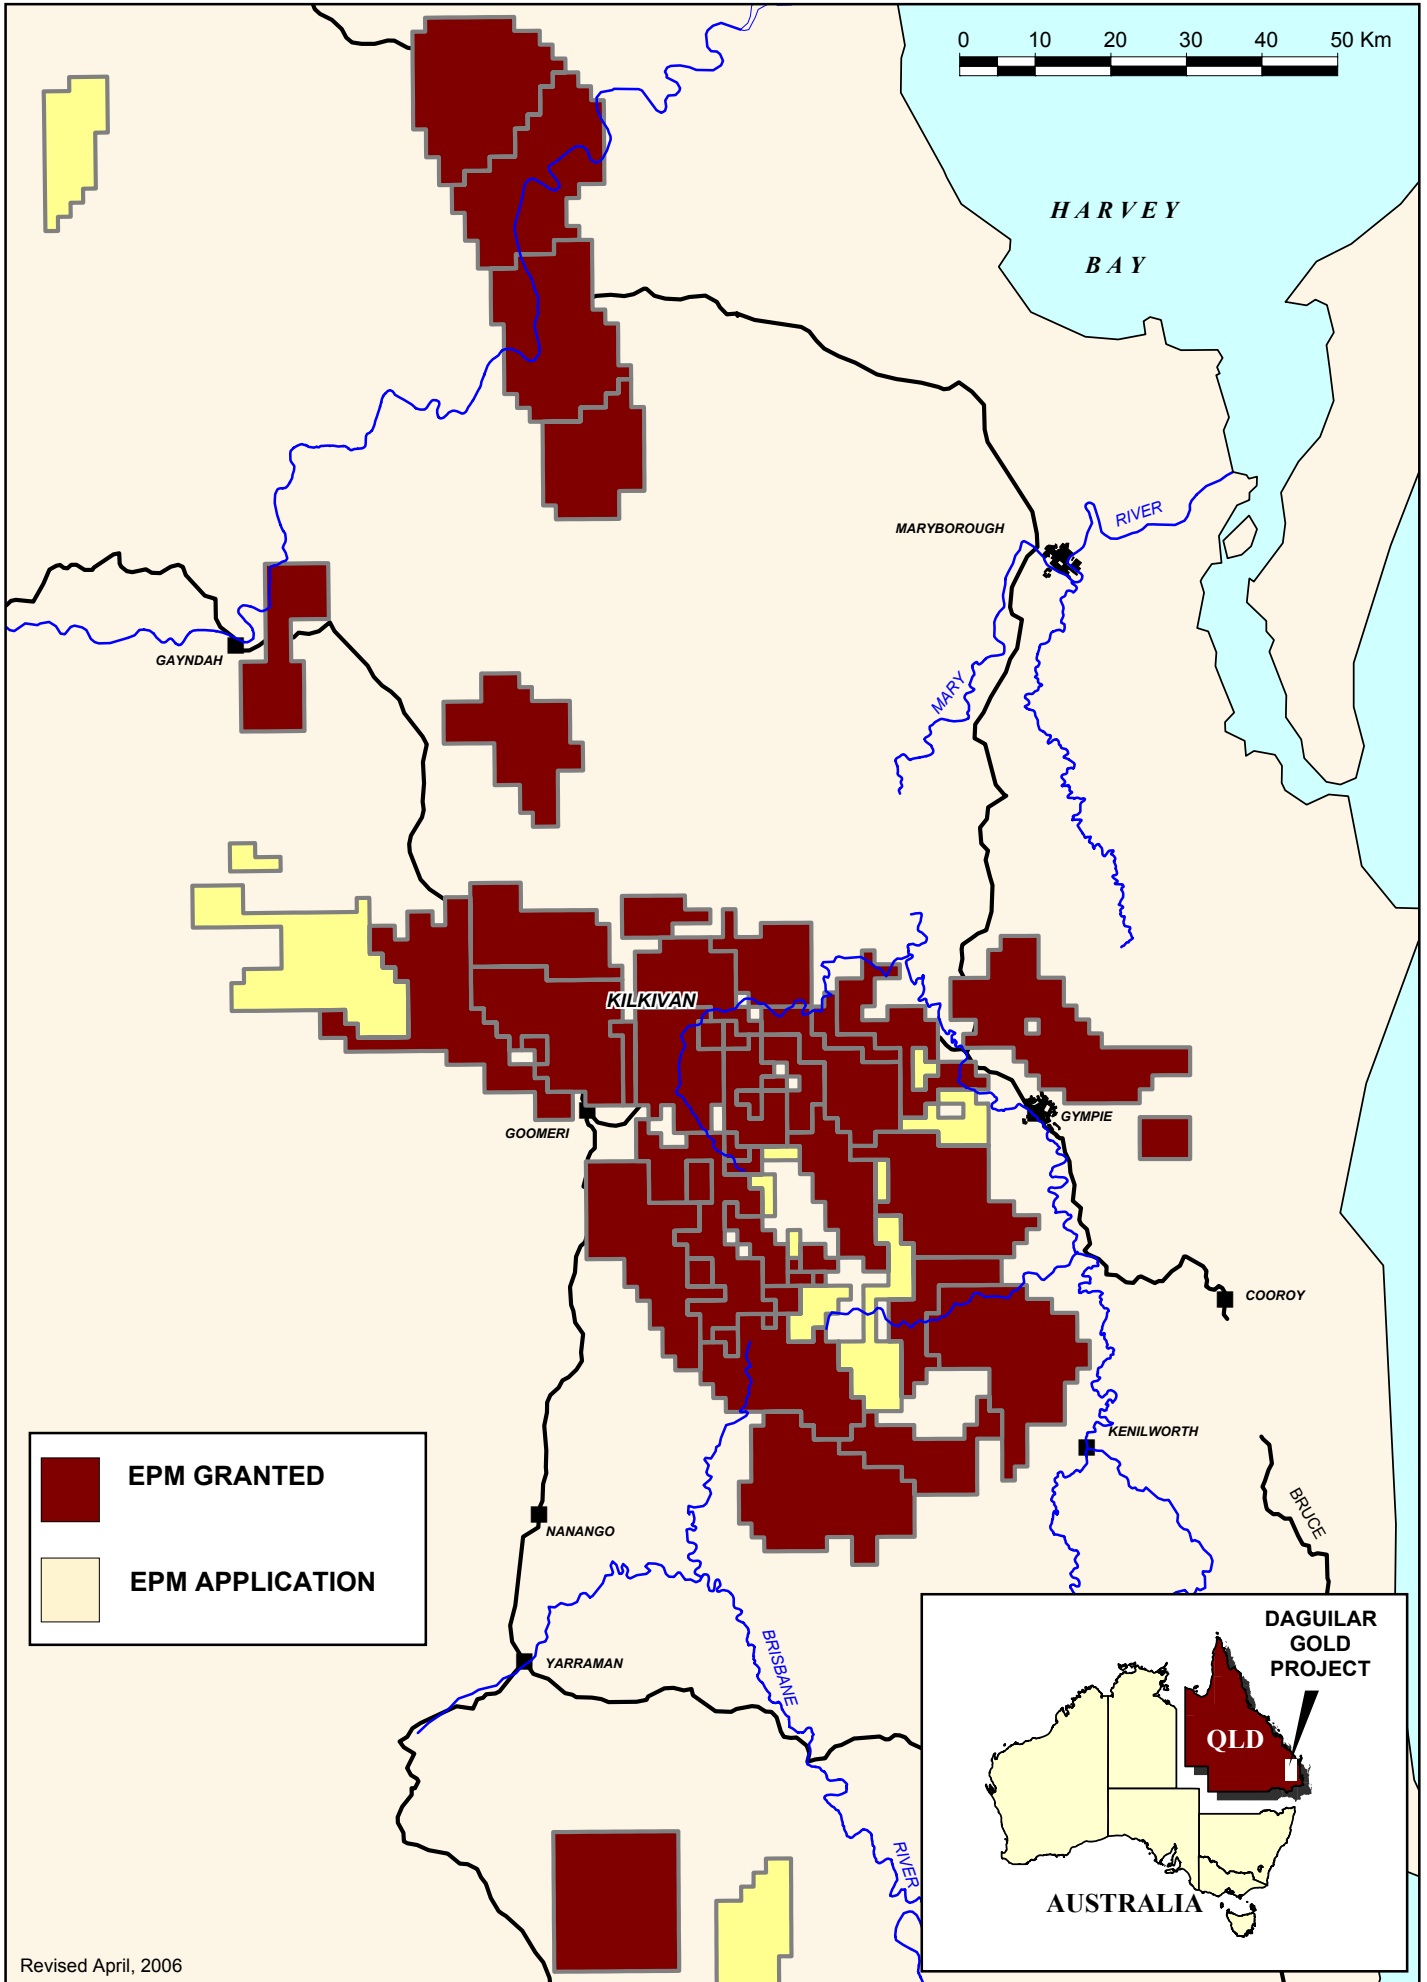 0 10 20 30 40 50 Km
HARVEY
BAY
MARYBOROUGH
RIVER
GAYNDAH
MARY
KILKIVAN
GOOMERI
GYMPIE
COOROY
KENILWORTH
BRUCE
EPM GRANTED
EPM APPLICATION
NANANGO
YARRAMAN
BRISBANE
RIVER
DAGUILAR
GOLD
PROJECT
QLD
AUSTRALIA
Revised April, 2006